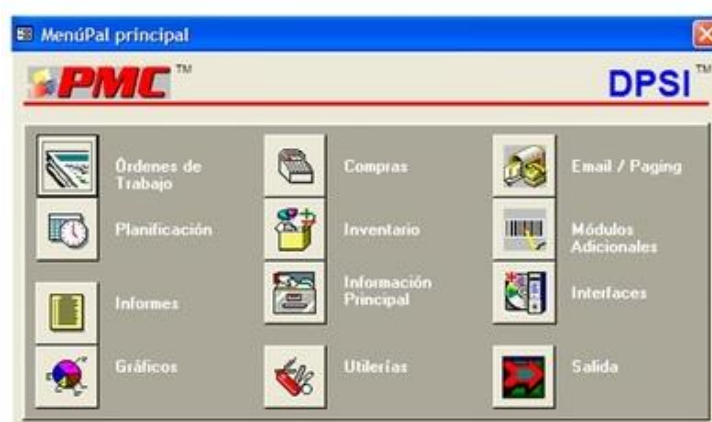 MenúPal principal
PMC™
DPSI™
Órdenes de
Trabajo
Compras
Email / Paging
Planificación
Inventario
Módulos
Adicionales
Informes
Información
Principal
Interfaces
Gráficos
Utilerías
Salida